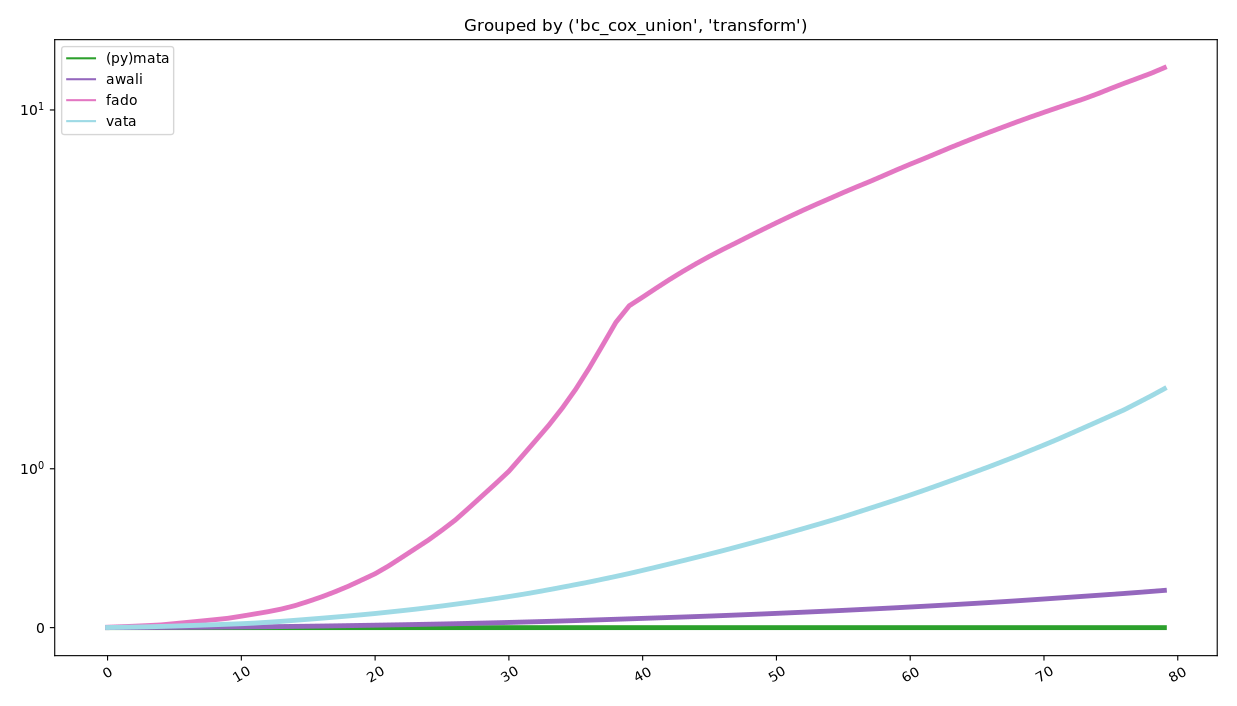 Grouped by ('bc_cox_union', 'transform')
(py)mata
awali
fado
vata
10¹
10⁰
0
0
10
20
30
40
50
60
70
80